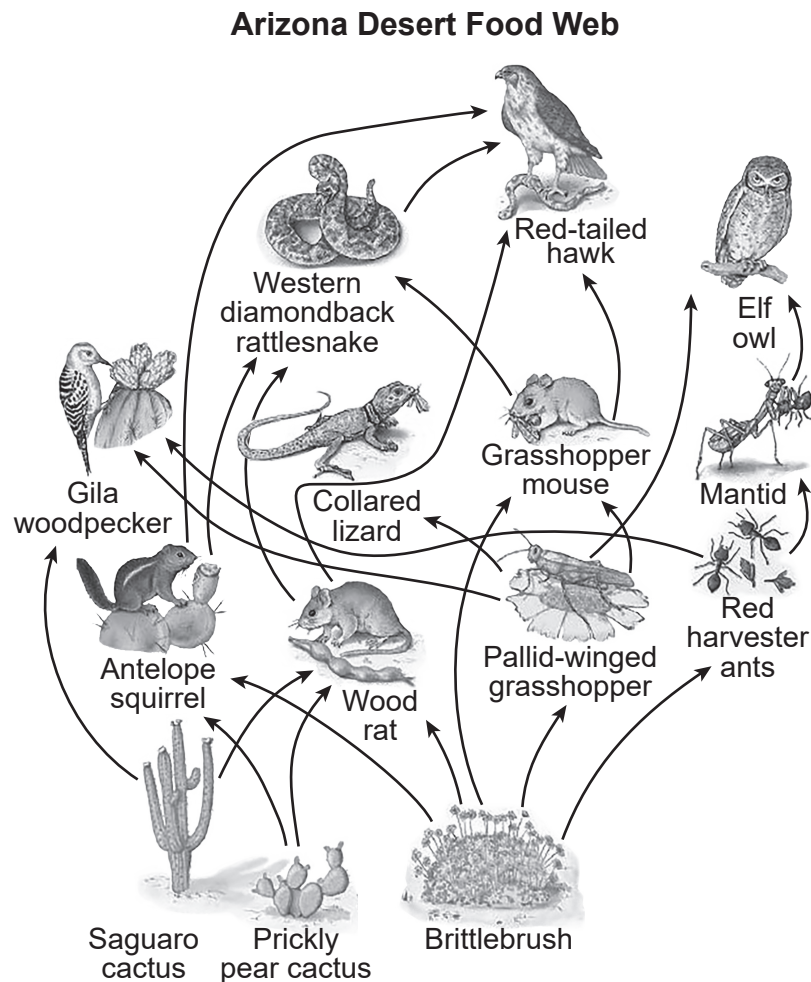 Arizona Desert Food Web
Red-tailed
hawk
Western
diamondback
rattlesnake
Elf
owl
Gila
woodpecker
Collared
lizard
Grasshopper
mouse
Mantid
Antelope
squirrel
Wood
rat
Pallid-winged
grasshopper
Red
harvester
ants
Saguaro
cactus
Prickly
pear cactus
Brittlebrush